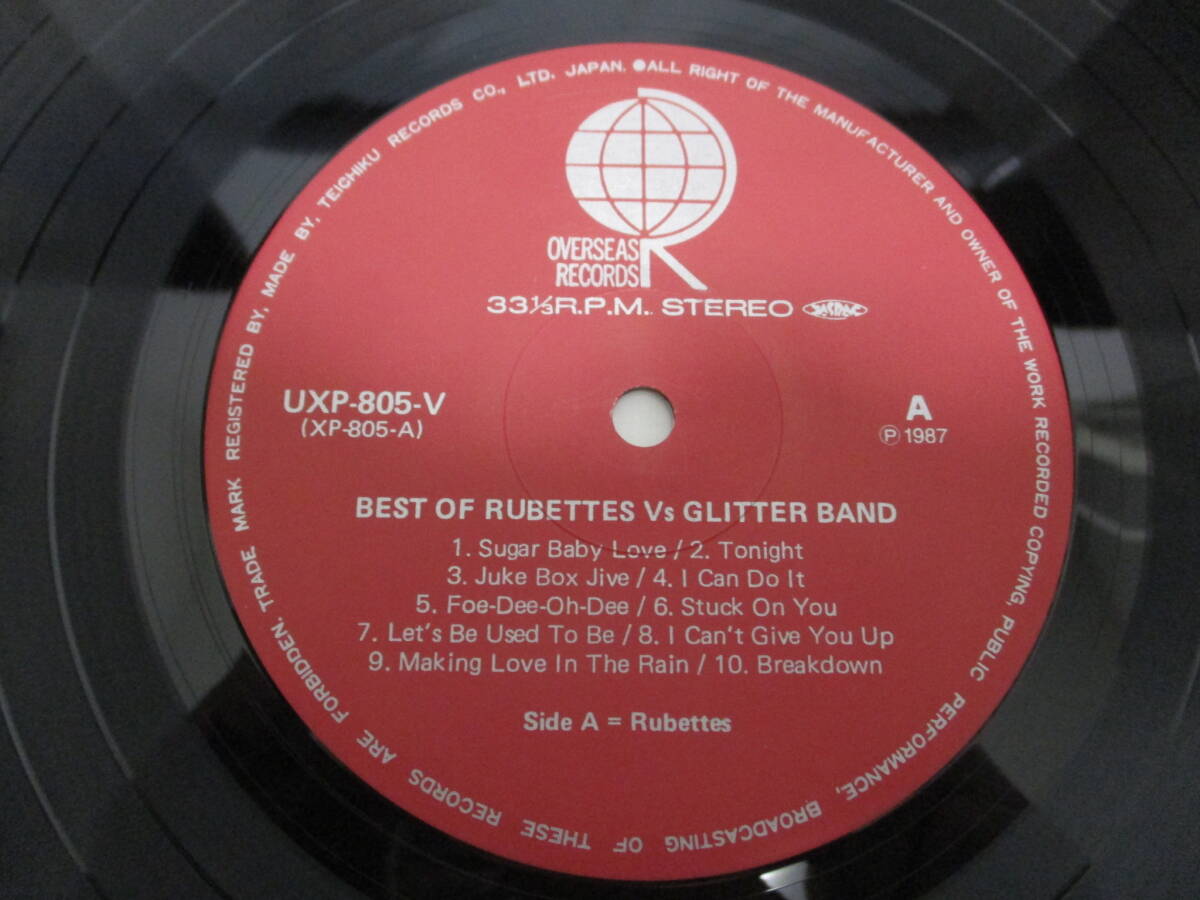 TRADE MARK REGISTERED BY, MADE BY, TEICHIKU RECORDS CO., LTD. JAPAN. ●ALL RIGHT OF THE MANUFACTURER AND OWNER OF THE WORK RECORDED COPYING, PUBLIC PERFORMANCE, BROADCASTING OF THESE RECORDS ARE FORBIDDEN.
OVERSEAS
RECORDS
33⅓R.P.M. STEREO JASRAC
UXP-805-V
(XP-805-A)
A
Ⓟ 1987
BEST OF RUBETTES Vs GLITTER BAND
1. Sugar Baby Love / 2. Tonight
3. Juke Box Jive / 4. I Can Do It
5. Foe-Dee-Oh-Dee / 6. Stuck On You
7. Let's Be Used To Be / 8. I Can't Give You Up
9. Making Love In The Rain / 10. Breakdown
Side A = Rubettes